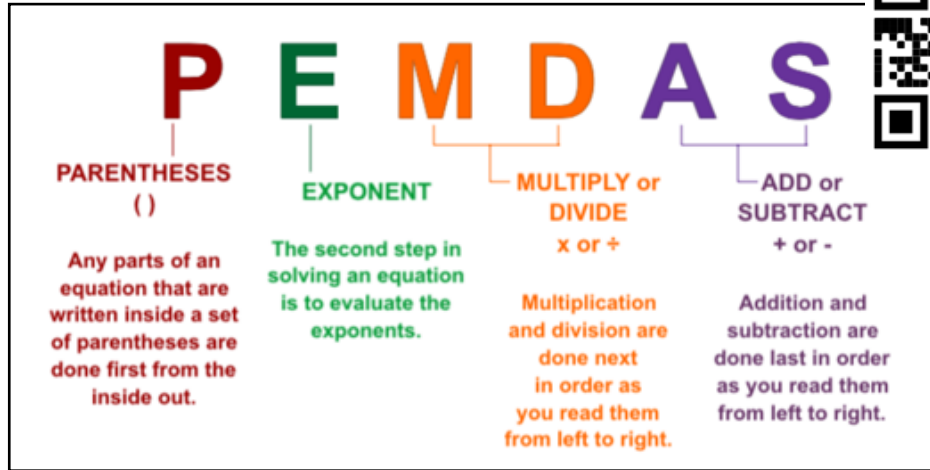 P E M D A S
PARENTHESES
( )
Any parts of an
equation that are
written inside a set
of parentheses are
done first from the
inside out.
EXPONENT
The second step in
solving an equation
is to evaluate the
exponents.
MULTIPLY or
DIVIDE
x or ÷
Multiplication
and division are
done next
in order as
you read them
from left to right.
ADD or
SUBTRACT
+ or -
Addition and
subtraction are
done last in order
as you read them
from left to right.